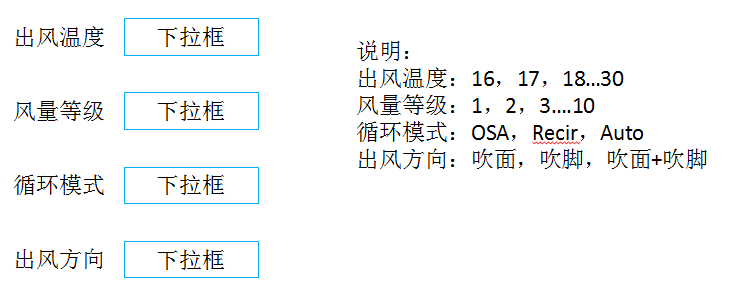 出风温度 下拉框
风量等级 下拉框
循环模式 下拉框
出风方向 下拉框
说明：
出风温度：16，17，18...30
风量等级：1，2，3....10
循环模式：OSA，Recir，Auto
出风方向：吹面，吹脚，吹面+吹脚